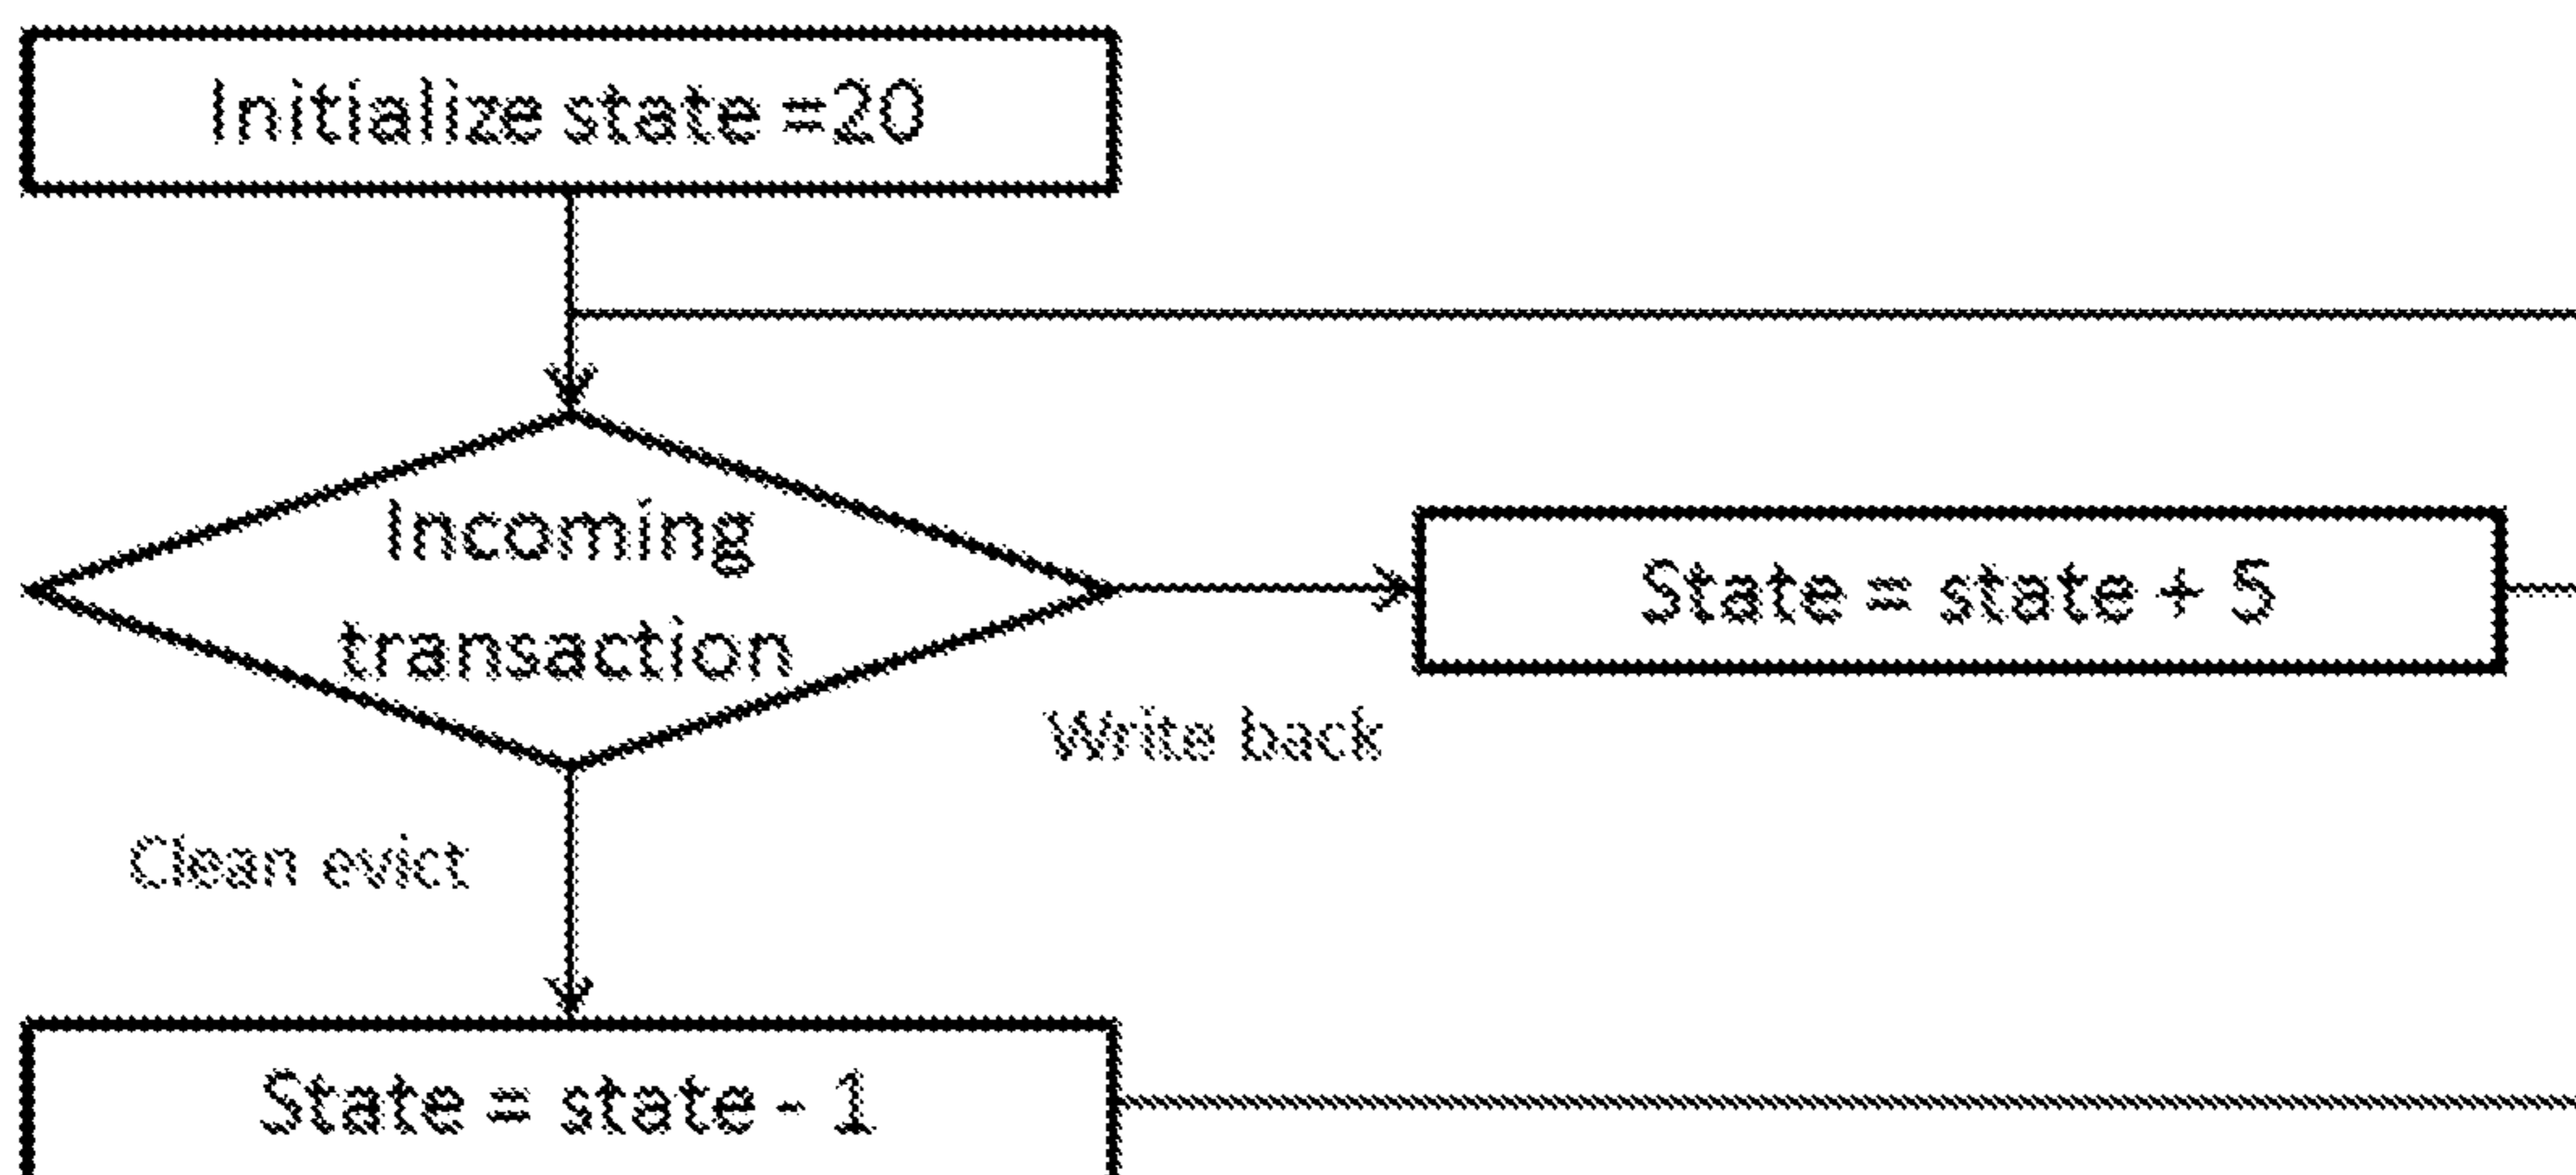 Initialize state =20
Incoming
transaction
State = state + 5
Write back
Clean evict
State = state - 1